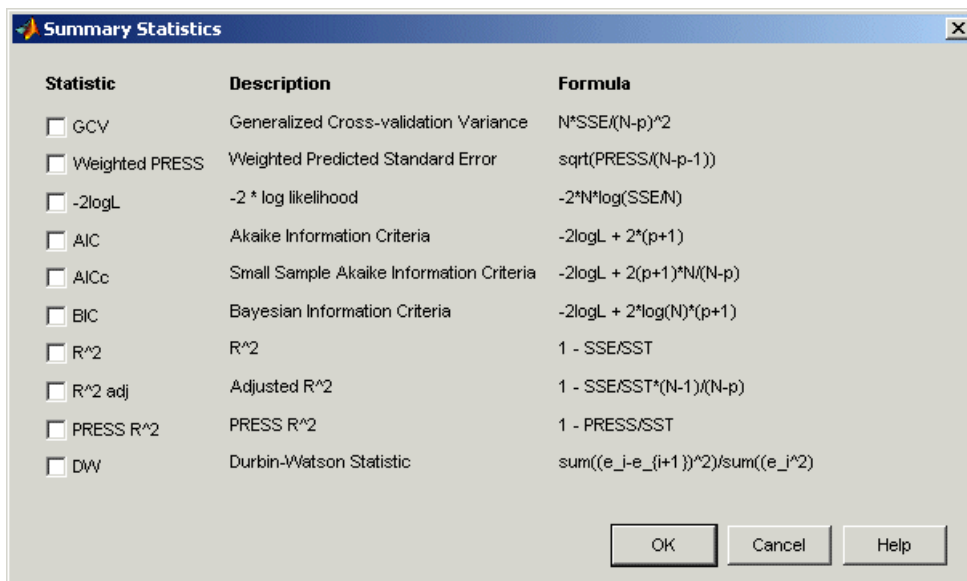 Summary Statistics
Statistic Description Formula
GCV Generalized Cross-validation Variance N*SSE/(N-p)^2
Weighted PRESS Weighted Predicted Standard Error sqrt(PRESS/(N-p-1))
-2logL -2 * log likelihood -2*N*log(SSE/N)
AIC Akaike Information Criteria -2logL + 2*(p+1)
AICc Small Sample Akaike Information Criteria -2logL + 2(p+1)*N/(N-p)
BIC Bayesian Information Criteria -2logL + 2*log(N)*(p+1)
R^2 R^2 1 - SSE/SST
R^2 adj Adjusted R^2 1 - SSE/SST*(N-1)/(N-p)
PRESS R^2 PRESS R^2 1 - PRESS/SST
DW Durbin-Watson Statistic sum((e_i-e_{i+1})^2)/sum((e_i^2)
OK Cancel Help